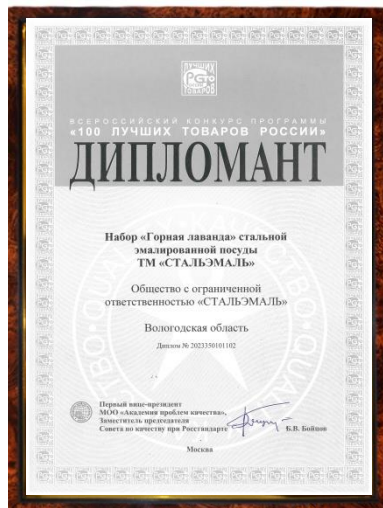 ЛУЧШИХ
ТОВАРОВ
ВСЕРОССИЙСКИЙ КОНКУРС ПРОГРАММЫ
«100 ЛУЧШИХ ТОВАРОВ РОССИИ»
ДИПЛОМАНТ
Набор «Горная лаванда» стальной
эмалированной посуды
ТМ «СТАЛЬЭМАЛЬ»
Общество с ограниченной
ответственностью «СТАЛЬЭМАЛЬ»
Вологодская область
Диплом № 2023350101102
Первый вице-президент
МОО «Академия проблем качества»,
Заместитель председателя
Совета по качеству при Росстандарте
Б.В. Бойцов
Москва